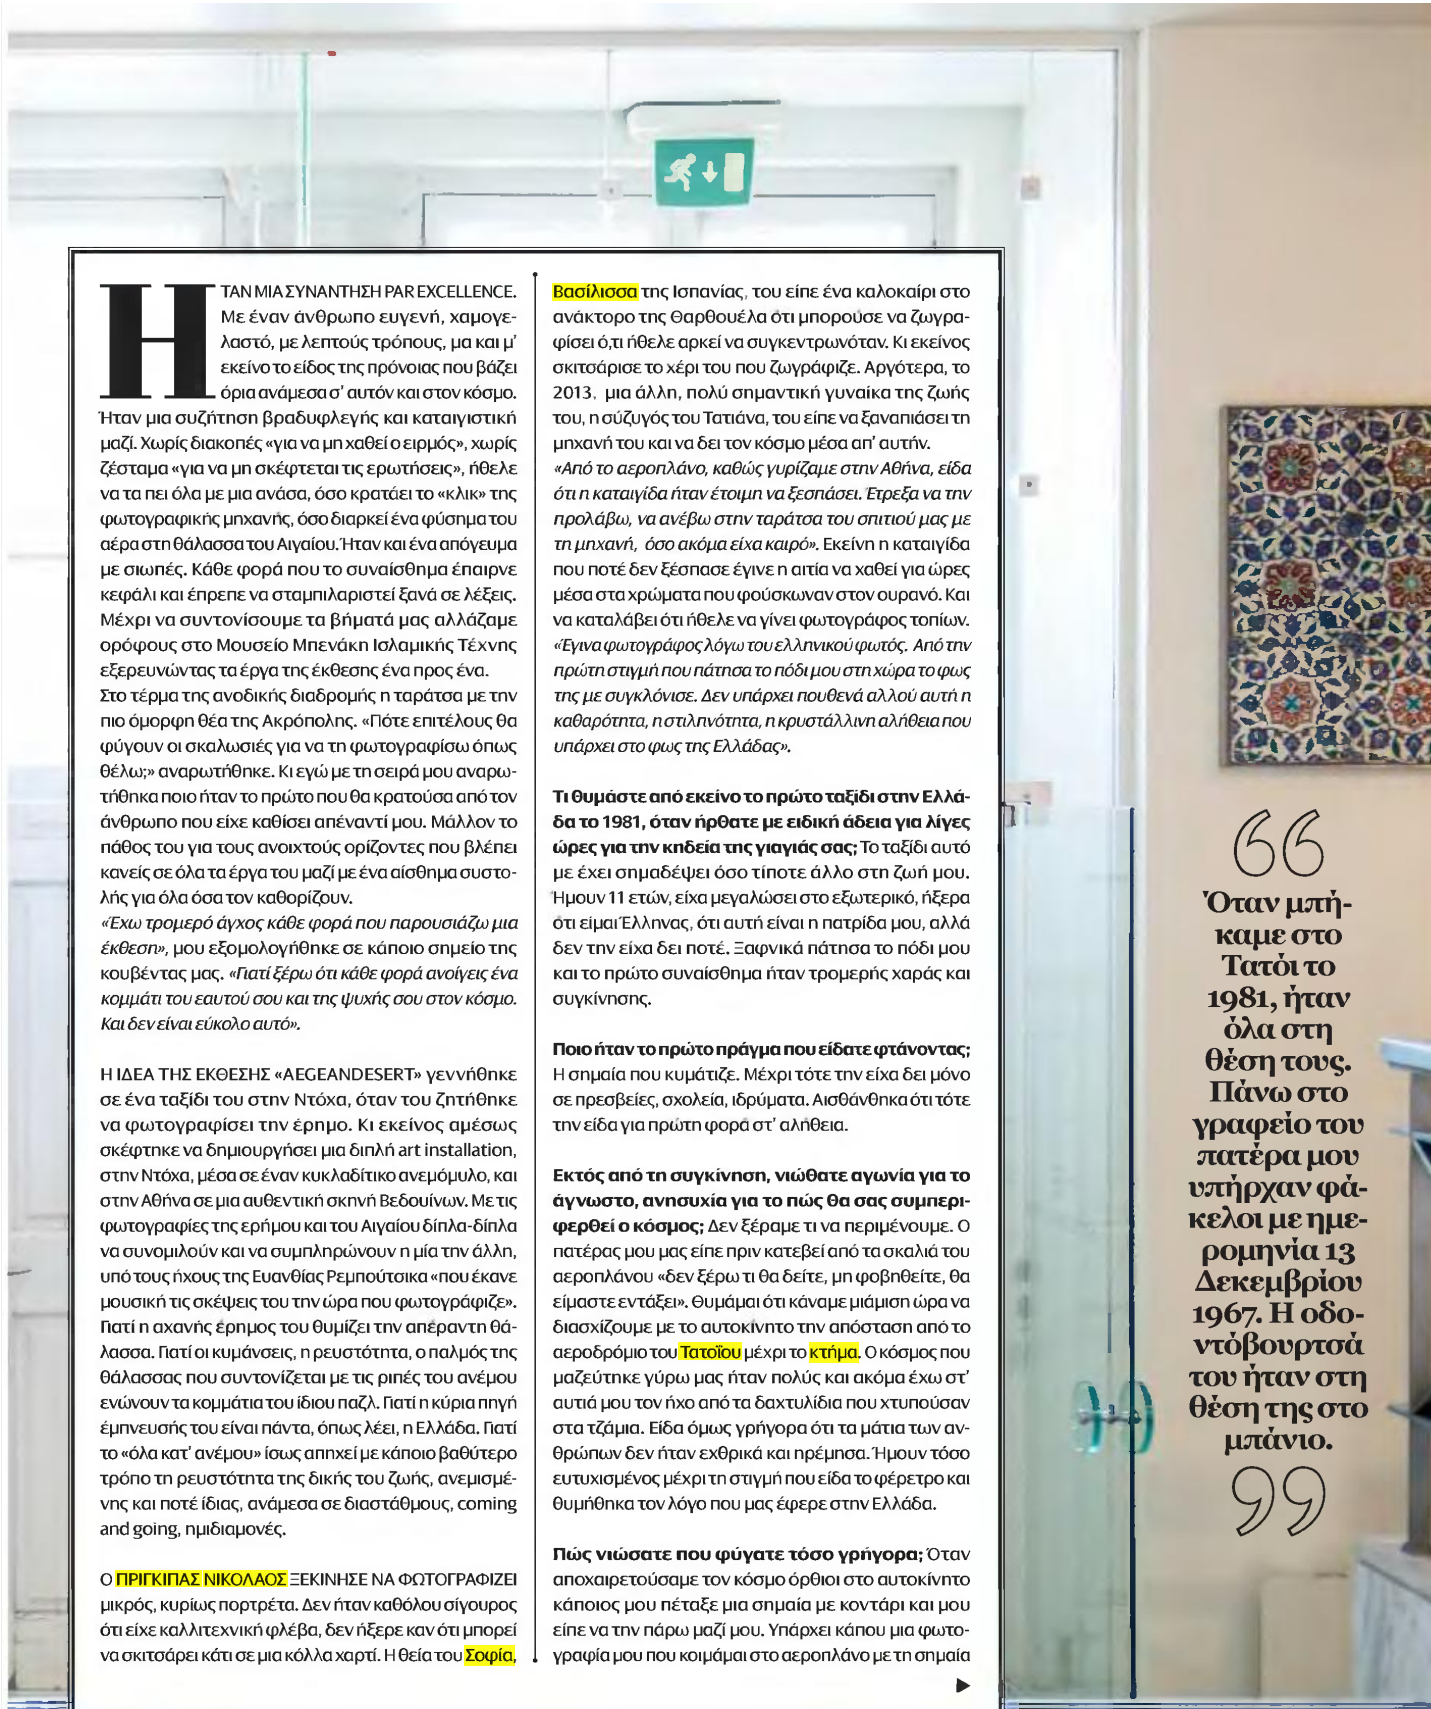 ΗΤΑΝ ΜΙΑ ΣΥΝΑΝΤΗΣΗ PAR EXCELLENCE.
Με έναν άνθρωπο ευγενή, χαμογε-
λαστό, με λεπτούς τρόπους, μα και μ'
εκείνο το είδος της πρόνοιας που βάζει
όρια ανάμεσα σ' αυτόν και στον κόσμο.
Ήταν μια συζήτηση βραδυφλεγής και καταιγιστική
μαζί. Χωρίς διακοπές «για να μη χαθεί ο ειρμός», χωρίς
ζέσταμα «για να μη σκέφτεται τις ερωτήσεις», ήθελε
να τα πει όλα με μια ανάσα, όσο κρατάει το «κλικ» της
φωτογραφικής μηχανής, όσο διαρκεί ένα φύσημα του
αέρα στη θάλασσα του Αιγαίου. Ήταν και ένα απόγευμα
με σιωπές. Κάθε φορά που το συναίσθημα έπαιρνε
κεφάλι και έπρεπε να σταμπιλαριστεί ξανά σε λέξεις.
Μέχρι να συντονίσουμε τα βήματά μας αλλάζαμε
ορόφους στο Μουσείο Μπενάκη Ισλαμικής Τέχνης
εξερευνώντας τα έργα της έκθεσης ένα προς ένα.
Στο τέρμα της ανοδικής διαδρομής η ταράτσα με την
πιο όμορφη θέα της Ακρόπολης. «Πότε επιτέλους θα
φύγουν οι σκαλωσιές για να τη φωτογραφίσω όπως
θέλω;» αναρωτήθηκε. Κι εγώ με τη σειρά μου αναρω-
τήθηκα ποιο ήταν το πρώτο που θα κρατούσα από τον
άνθρωπο που είχε καθίσει απέναντί μου. Μάλλον το
πάθος του για τους ανοιχτούς ορίζοντες που βλέπει
κανείς σε όλα τα έργα του μαζί με ένα αίσθημα συστο-
λής για όλα όσα τον καθορίζουν.
«Έχω τρομερό άγχος κάθε φορά που παρουσιάζω μια
έκθεση», μου εξομολογήθηκε σε κάποιο σημείο της
κουβέντας μας. «Γιατί ξέρω ότι κάθε φορά ανοίγεις ένα
κομμάτι του εαυτού σου και της ψυχής σου στον κόσμο.
Και δεν είναι εύκολο αυτό».
Η ΙΔΕΑ ΤΗΣ ΕΚΘΕΣΗΣ «AEGEANDESERT» γεννήθηκε
σε ένα ταξίδι του στην Ντόχα, όταν του ζητήθηκε
να φωτογραφίσει την έρημο. Κι εκείνος αμέσως
σκέφτηκε να δημιουργήσει μια διπλή art installation,
στην Ντόχα, μέσα σε έναν κυκλαδίτικο ανεμόμυλο, και
στην Αθήνα σε μια αυθεντική σκηνή Βεδουίνων. Με τις
φωτογραφίες της ερήμου και του Αιγαίου δίπλα-δίπλα
να συνομιλούν και να συμπληρώνουν η μία την άλλη,
υπό τους ήχους της Ευανθίας Ρεμπούτσικα «που έκανε
μουσική τις σκέψεις του την ώρα που φωτογράφιζε».
Γιατί η αχανής έρημος του θυμίζει την απέραντη θά-
λασσα. Γιατί οι κυμάνσεις, η ρευστότητα, ο παλμός της
θάλασσας που συντονίζεται με τις ριπές του ανέμου
ενώνουν τα κομμάτια του ίδιου παζλ. Γιατί η κύρια πηγή
έμπνευσής του είναι πάντα, όπως λέει, η Ελλάδα. Γιατί
το «όλα κατ' ανέμου» ίσως απηχεί με κάποιο βαθύτερο
τρόπο τη ρευστότητα της δικής του ζωής, ανεμισμέ-
νης και ποτέ ίδιας, ανάμεσα σε διαστάθμους, coming
and going, ημιδιαμονές.
Ο ΠΡΙΓΚΙΠΑΣ ΝΙΚΟΛΑΟΣ ΞΕΚΙΝΗΣΕ ΝΑ ΦΩΤΟΓΡΑΦΙΖΕΙ
μικρός, κυρίως πορτρέτα. Δεν ήταν καθόλου σίγουρος
ότι είχε καλλιτεχνική φλέβα, δεν ήξερε καν ότι μπορεί
να σκιτσάρει κάτι σε μια κόλλα χαρτί. Η θεία του Σοφία,
Βασίλισσα της Ισπανίας, του είπε ένα καλοκαίρι στο
ανάκτορο της Θαρθουέλα ότι μπορούσε να ζωγρα-
φίσει ό,τι ήθελε αρκεί να συγκεντρωνόταν. Κι εκείνος
σκιτσάρισε το χέρι του που ζωγράφιζε. Αργότερα, το
2013, μια άλλη, πολύ σημαντική γυναίκα της ζωής
του, η σύζυγός του Τατιάνα, του είπε να ξαναπιάσει τη
μηχανή του και να δει τον κόσμο μέσα απ' αυτήν.
«Από το αεροπλάνο, καθώς γυρίζαμε στην Αθήνα, είδα
ότι η καταιγίδα ήταν έτοιμη να ξεσπάσει. Έτρεξα να την
προλάβω, να ανέβω στην ταράτσα του σπιτιού μας με
τη μηχανή, όσο ακόμα είχα καιρό». Εκείνη η καταιγίδα
που ποτέ δεν ξέσπασε έγινε η αιτία να χαθεί για ώρες
μέσα στα χρώματα που φούσκωναν στον ουρανό. Και
να καταλάβει ότι ήθελε να γίνει φωτογράφος τοπίων.
«Έγινα φωτογράφος λόγω του ελληνικού φωτός. Από την
πρώτη στιγμή που πάτησα το πόδι μου στη χώρα το φως
της με συγκλόνισε. Δεν υπάρχει πουθενά αλλού αυτή η
καθαρότητα, η στιλπνότητα, η κρυστάλλινη αλήθεια που
υπάρχει στο φως της Ελλάδας».
Τι θυμάστε από εκείνο το πρώτο ταξίδι στην Ελλά-
δα το 1981, όταν ήρθατε με ειδική άδεια για λίγες
ώρες για την κηδεία της γιαγιάς σας; Το ταξίδι αυτό
με έχει σημαδέψει όσο τίποτε άλλο στη ζωή μου.
Ήμουν 11 ετών, είχα μεγαλώσει στο εξωτερικό, ήξερα
ότι είμαι Έλληνας, ότι αυτή είναι η πατρίδα μου, αλλά
δεν την είχα δει ποτέ. Ξαφνικά πάτησα το πόδι μου
και το πρώτο συναίσθημα ήταν τρομερής χαράς και
συγκίνησης.
Ποιο ήταν το πρώτο πράγμα που είδατε φτάνοντας;
Η σημαία που κυμάτιζε. Μέχρι τότε την είχα δει μόνο
σε πρεσβείες, σχολεία, ιδρύματα. Αισθάνθηκα ότι τότε
την είδα για πρώτη φορά στ' αλήθεια.
Εκτός από τη συγκίνηση, νιώθατε αγωνία για το
άγνωστο, ανησυχία για το πώς θα σας συμπερι-
φερθεί ο κόσμος; Δεν ξέραμε τι να περιμένουμε. Ο
πατέρας μου μας είπε πριν κατεβεί από τα σκαλιά του
αεροπλάνου «δεν ξέρω τι θα δείτε, μη φοβηθείτε, θα
είμαστε εντάξει». Θυμάμαι ότι κάναμε μιάμιση ώρα να
διασχίζουμε με το αυτοκίνητο την απόσταση από το
αεροδρόμιο του Τατοΐου μέχρι το κτήμα. Ο κόσμος που
μαζεύτηκε γύρω μας ήταν πολύς και ακόμα έχω στ'
αυτιά μου τον ήχο από τα δαχτυλίδια που χτυπούσαν
στα τζάμια. Είδα όμως γρήγορα ότι τα μάτια των αν-
θρώπων δεν ήταν εχθρικά και ηρέμησα. Ήμουν τόσο
ευτυχισμένος μέχρι τη στιγμή που είδα το φέρετρο και
θυμήθηκα τον λόγο που μας έφερε στην Ελλάδα.
Πώς νιώσατε που φύγατε τόσο γρήγορα; Όταν
αποχαιρετούσαμε τον κόσμο όρθιοι στο αυτοκίνητο
κάποιος μου πέταξε μια σημαία με κοντάρι και μου
είπε να την πάρω μαζί μου. Υπάρχει κάπου μια φωτο-
γραφία μου που κοιμάμαι στο αεροπλάνο με τη σημαία
“
Όταν μπή-
καμε στο
Τατόι το
1981, ήταν
όλα στη
θέση τους.
Πάνω στο
γραφείο του
πατέρα μου
υπήρχαν φά-
κελοι με ημε-
ρομηνία 13
Δεκεμβρίου
1967. Η οδο-
ντόβουρτσά
του ήταν στη
θέση της στο
μπάνιο.
”